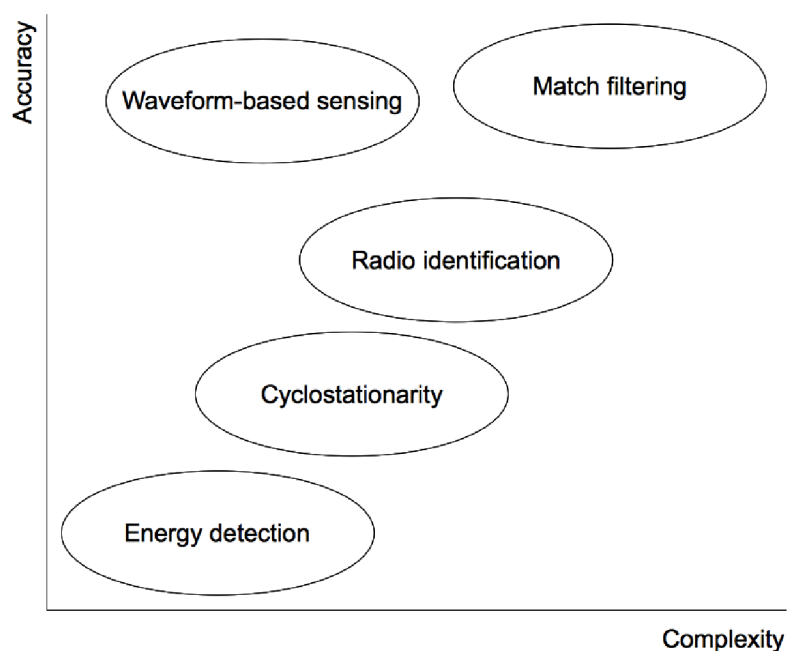 Accuracy
Waveform-based sensing
Match filtering
Radio identification
Cyclostationarity
Energy detection
Complexity